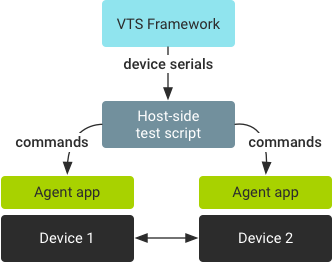 VTS Framework
device serials
Host-side
test script
commands
commands
Agent app
Agent app
Device 1
Device 2